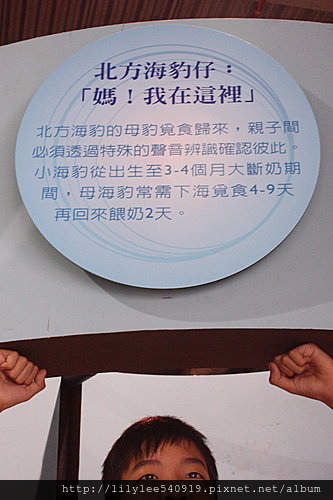 北方海豹仔：
「媽！我在這裡」
北方海豹的母豹覓食歸來，親子間
必須透過特殊的聲音辨識確認彼此。
小海豹從出生至3-4個月大斷奶期
間，母海豹常需下海覓食4-9天
再回來餵奶2天。
http://lilylee540919.pixnet.net/album